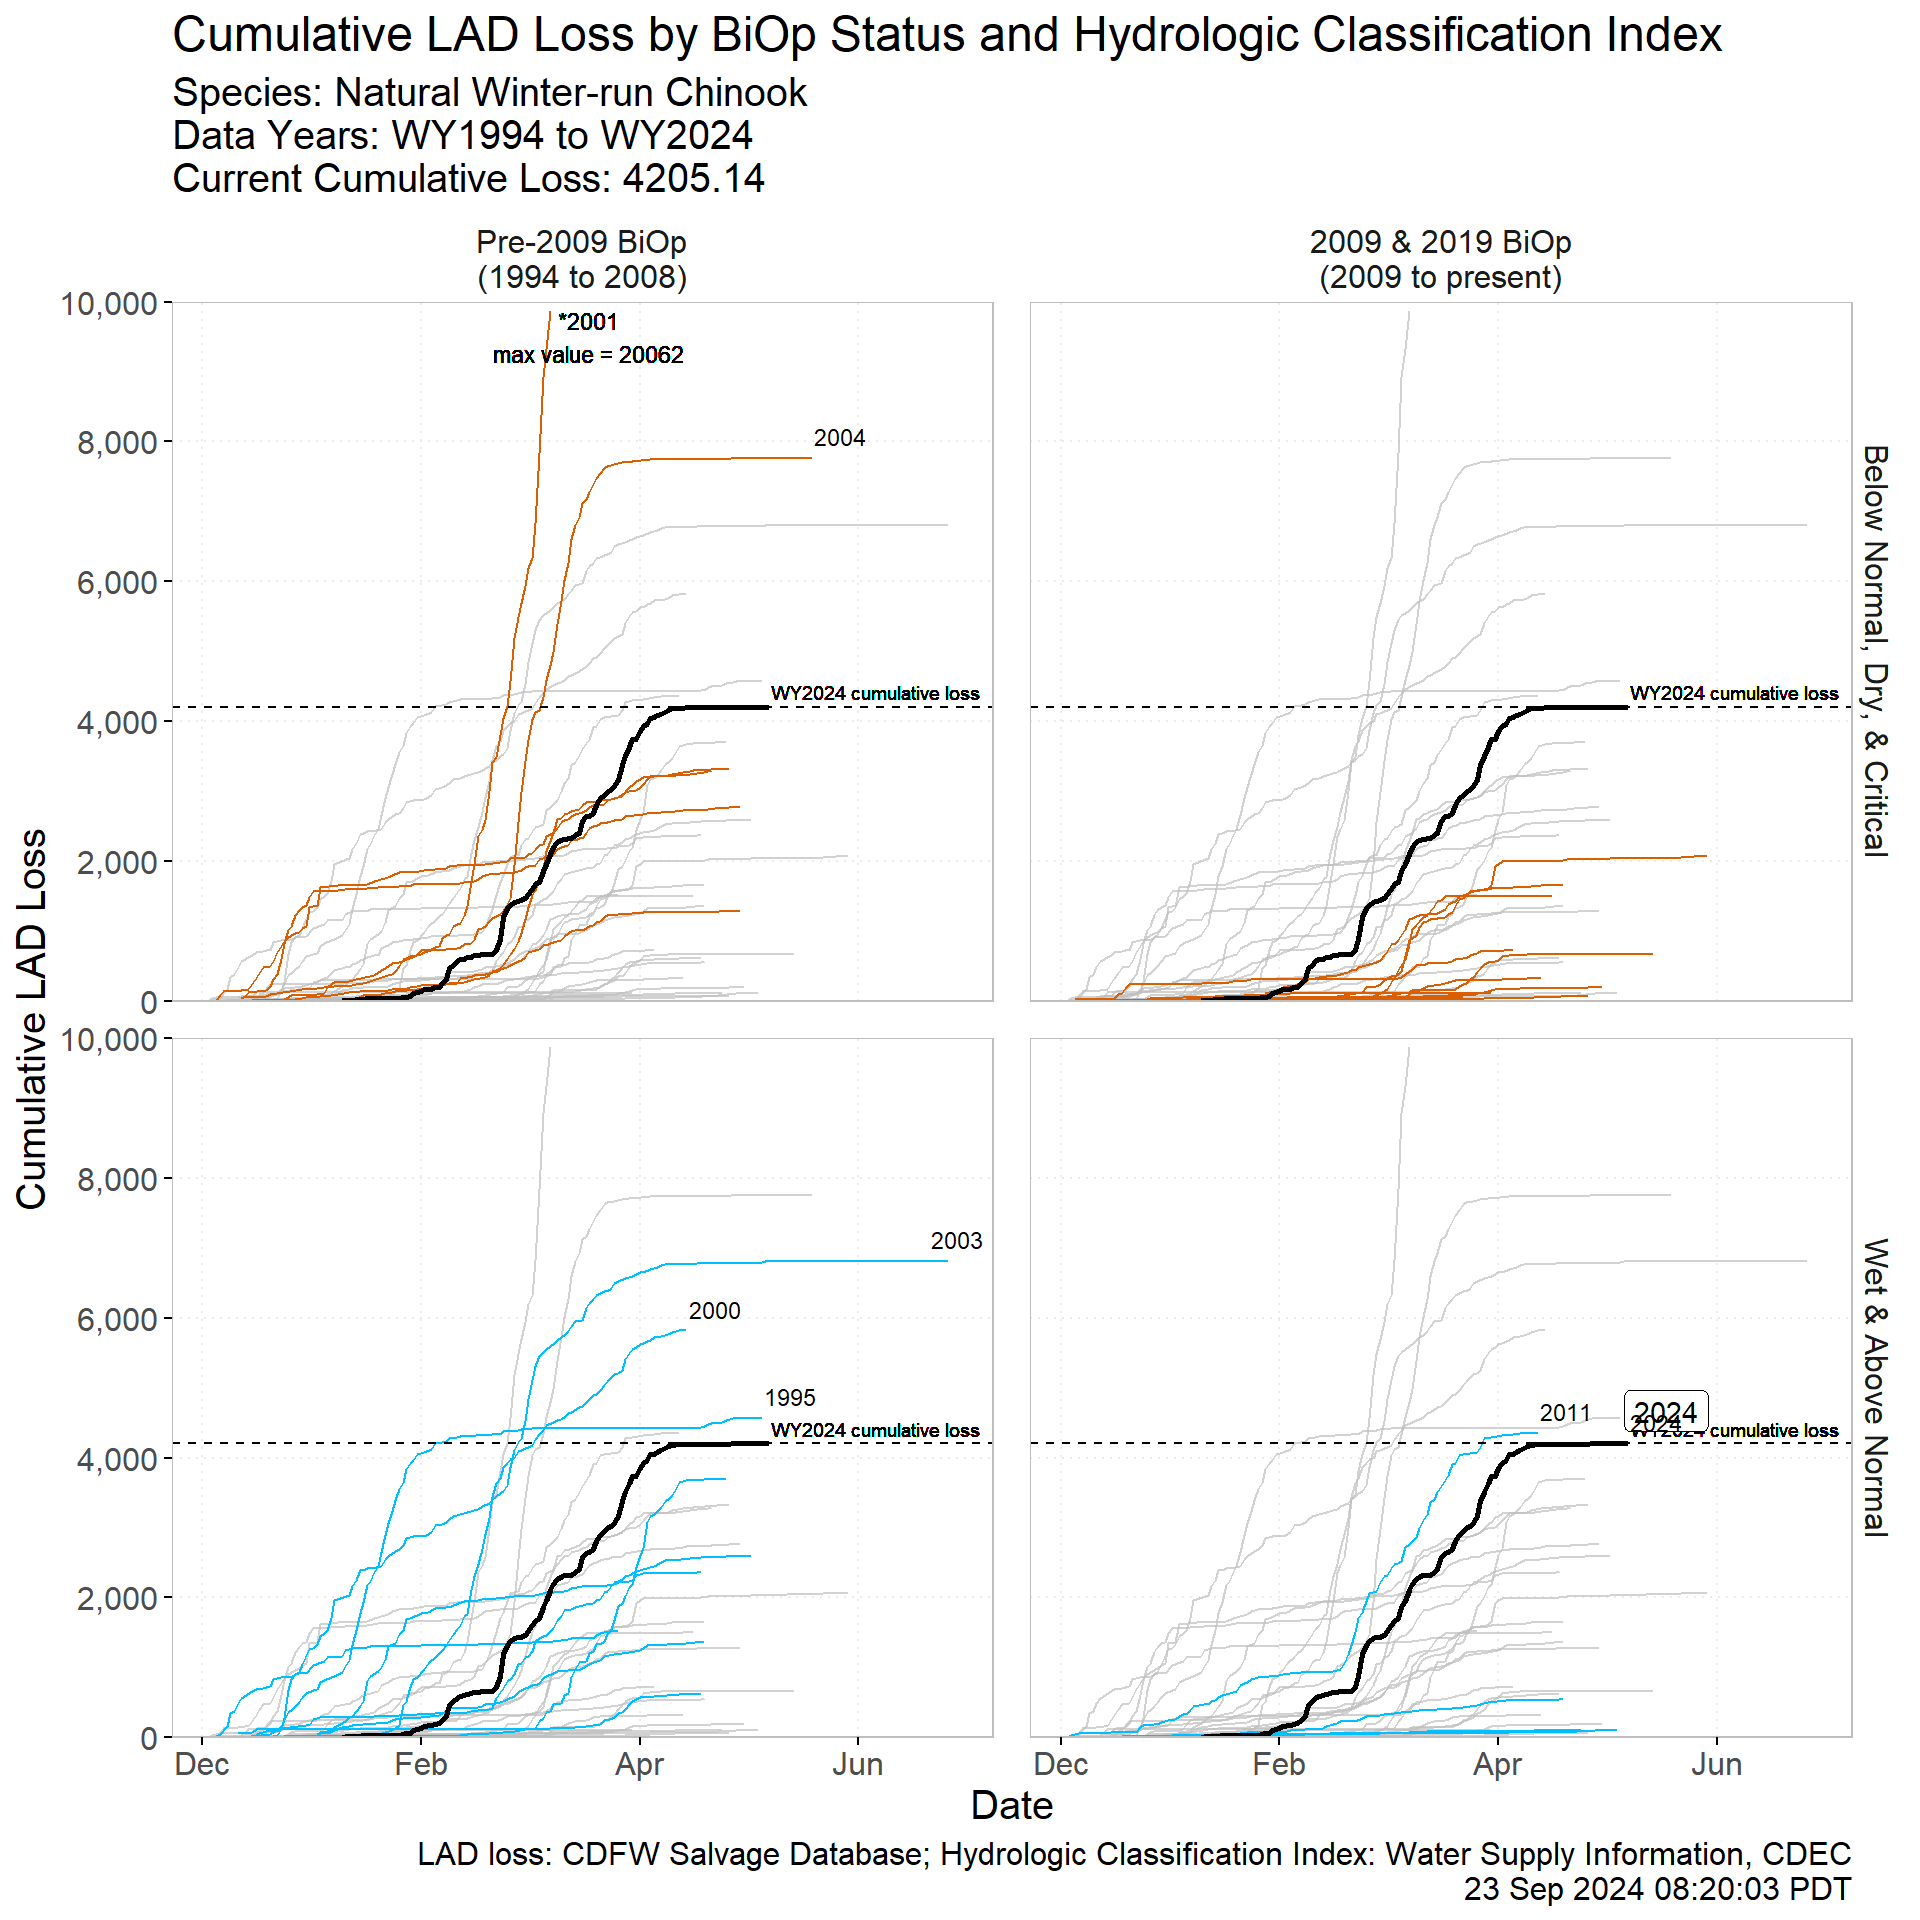 Cumulative LAD Loss by BiOp Status and Hydrologic Classification Index
Species: Natural Winter-run Chinook
Data Years: WY1994 to WY2024
Current Cumulative Loss: 4205.14
Pre-2009 BiOp
(1994 to 2008)
2009 & 2019 BiOp
(2009 to present)
10,000
8,000
6,000
4,000
2,000
0
*2001
max value = 20062
2004
WY2024 cumulative loss
WY2024 cumulative loss
Below Normal, Dry, & Critical
Cumulative LAD Loss
10,000
8,000
6,000
4,000
2,000
0
2003
2000
1995
WY2024 cumulative loss
2011
2024
2024
WY2024 cumulative loss
Wet & Above Normal
Dec
Feb
Apr
Jun
Dec
Feb
Apr
Jun
Date
LAD loss: CDFW Salvage Database; Hydrologic Classification Index: Water Supply Information, CDEC
23 Sep 2024 08:20:03 PDT